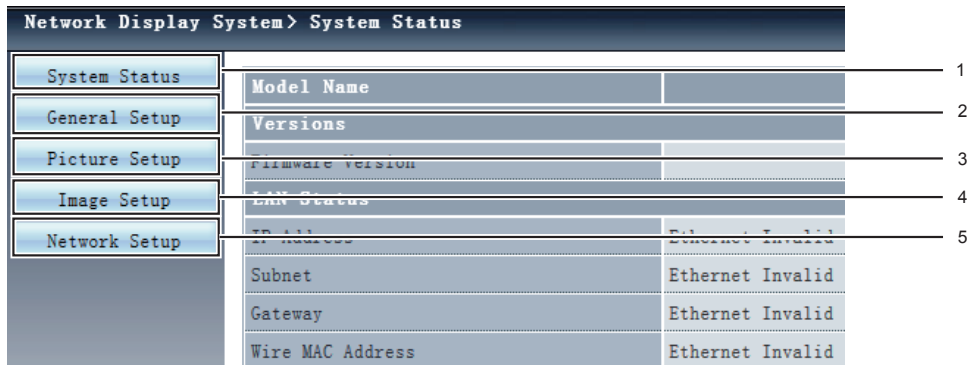 Network Display System> System Status
System Status
General Setup
Picture Setup
Image Setup
Network Setup
Model Name
Versions
Firmware Version
LAN Status
IP Address Ethernet Invalid
Subnet Ethernet Invalid
Gateway Ethernet Invalid
Wire MAC Address Ethernet Invalid
1
2
3
4
5